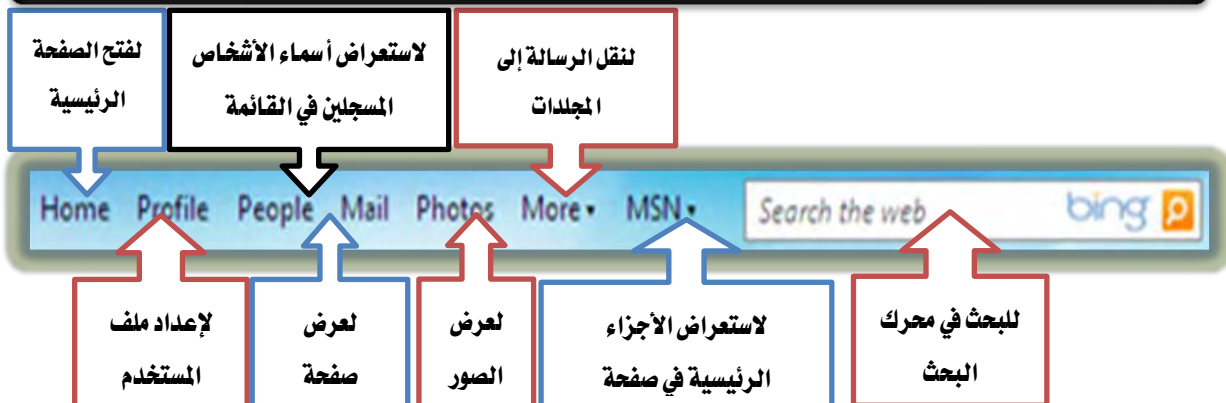 لفتح الصفحة
الرئيسية
لاستعراض أسماء الأشخاص
المسجلين في القائمة
لنقل الرسالة إلى
المجلدات
Home Profile People Mail Photos More MSN Search the web bing
لإعداد ملف
المستخدم
لعرض
صفحة
لعرض
الصور
لاستعراض الأجزاء
الرئيسية في صفحة
للبحث في محرك
البحث